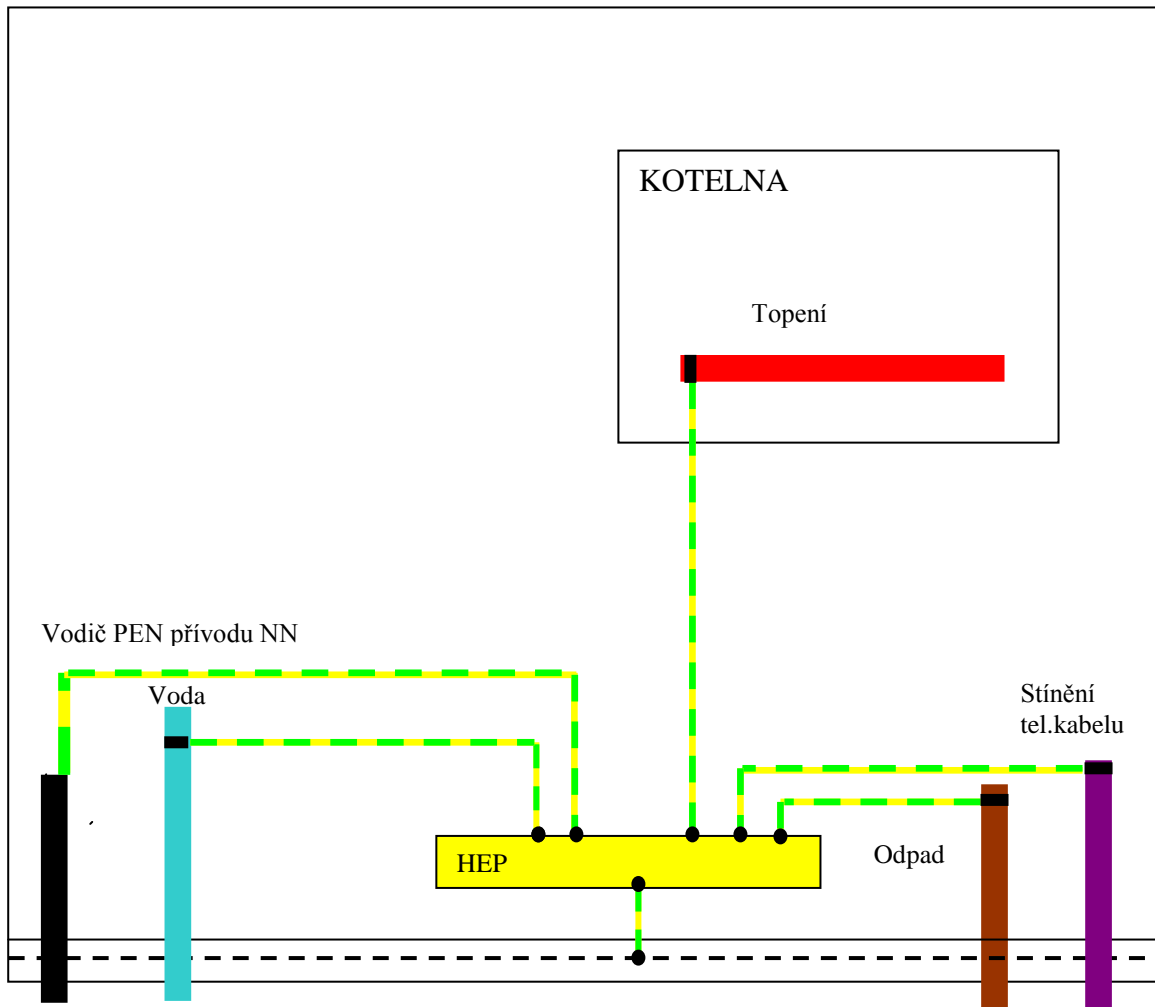 KOTELNA
Topení
Vodič PEN přívodu NN
Voda
Stínění
tel.kabelu
HEP
Odpad